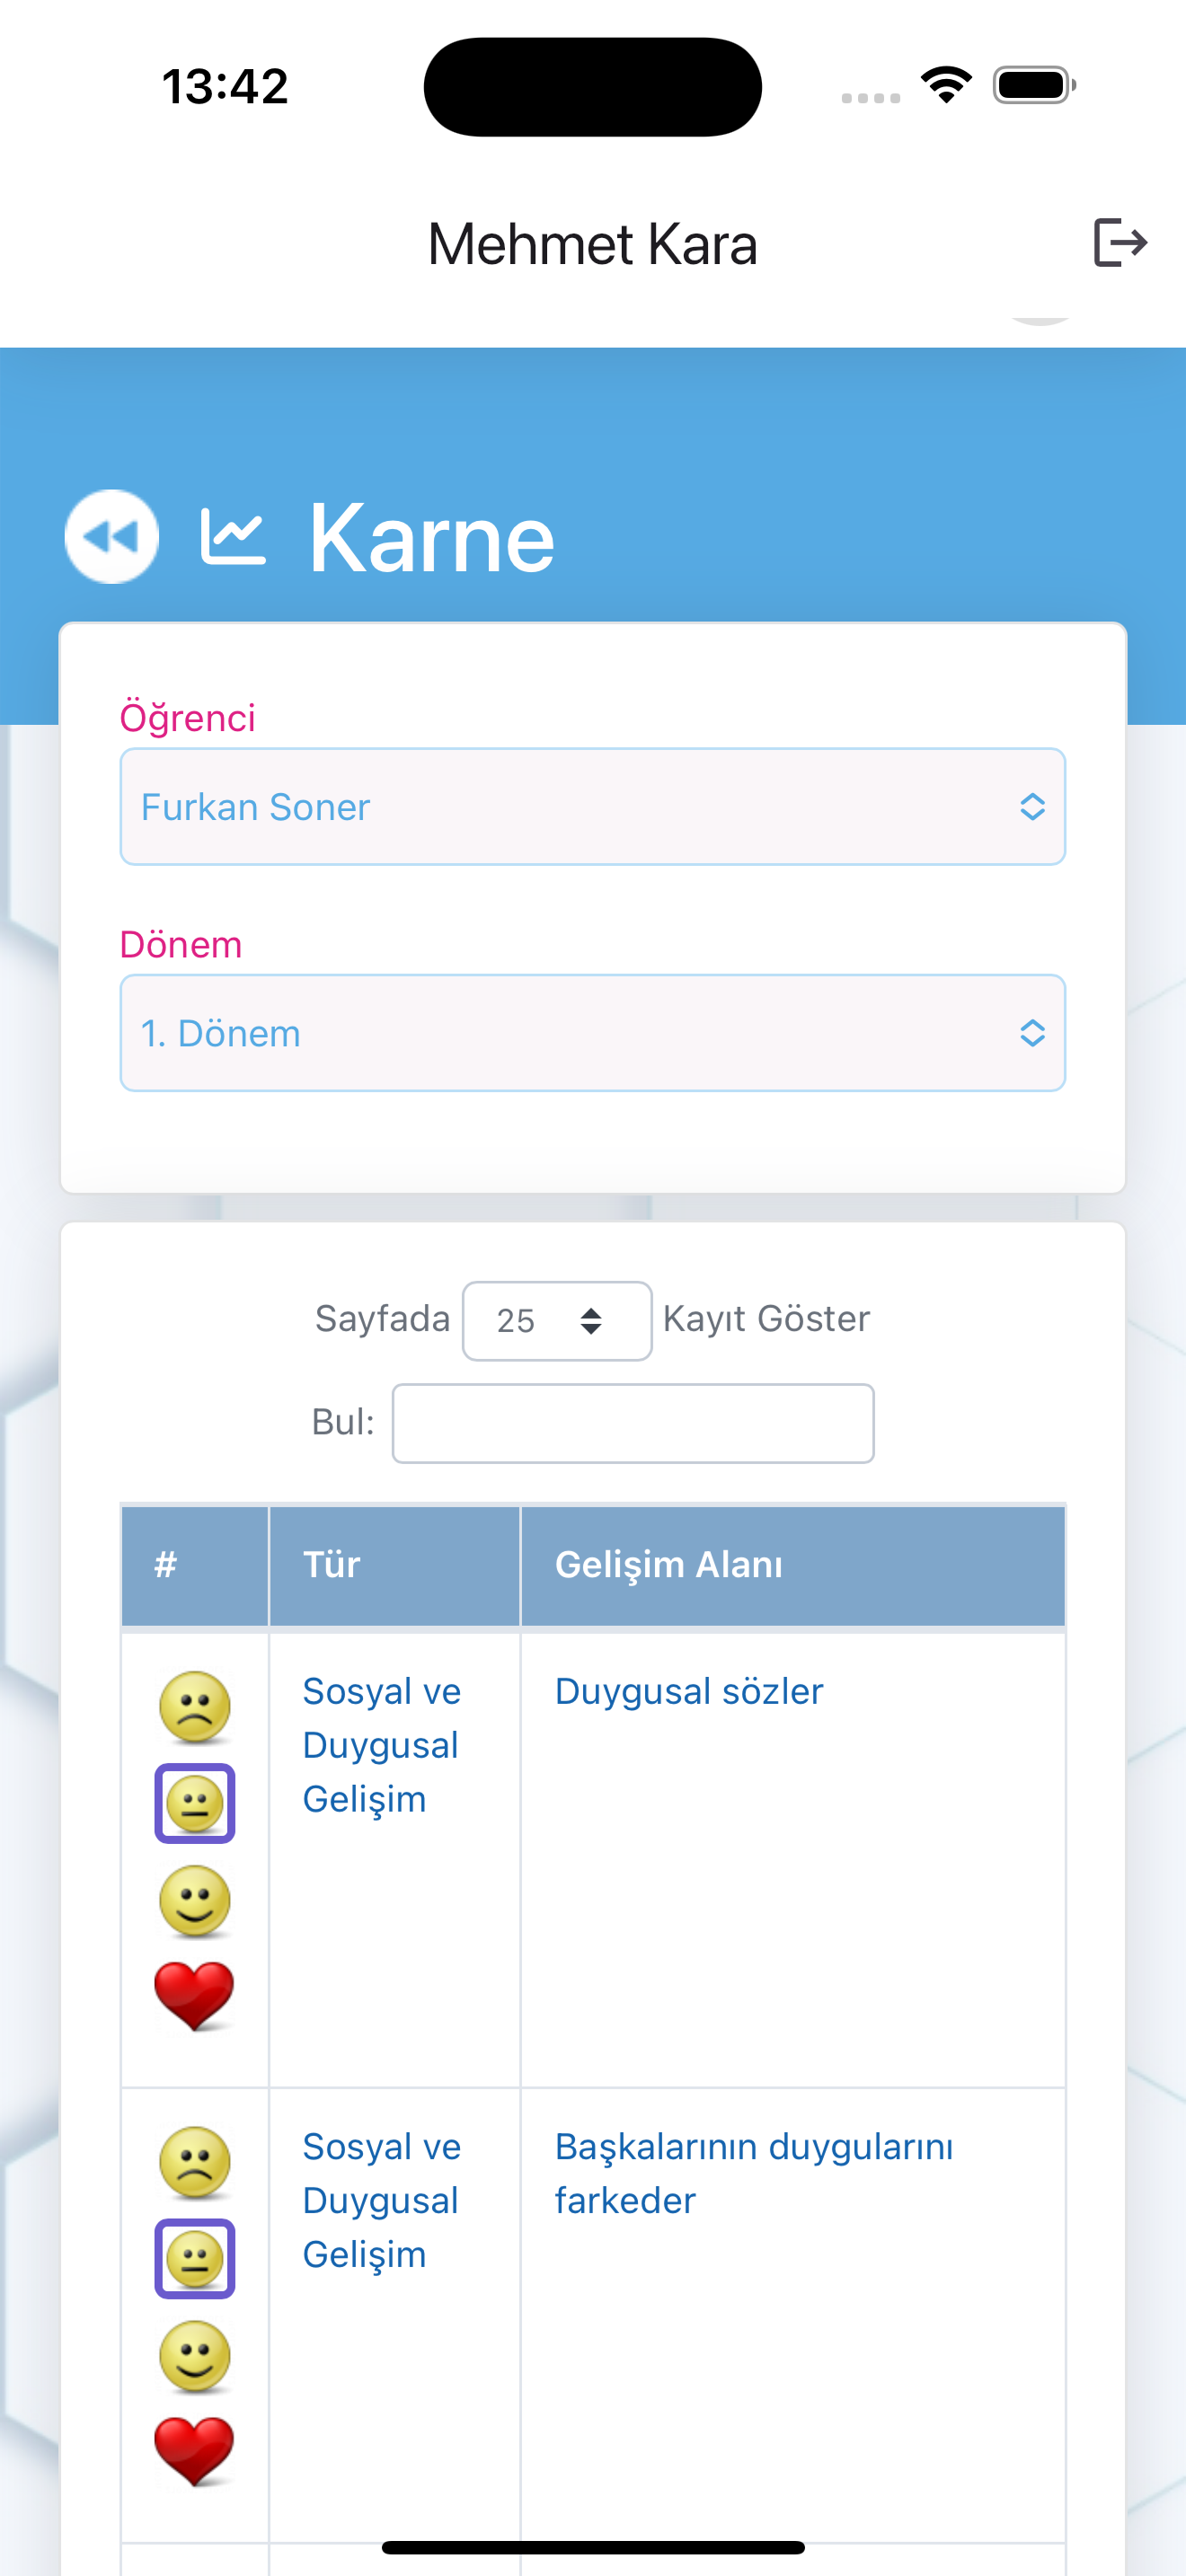 13:42
Mehmet Kara
Karne
Öğrenci
Furkan Soner
Dönem
1. Dönem
Sayfada 25 Kayıt Göster
Bul:
# Tür Gelişim Alanı
Sosyal ve Duygusal Gelişim
Duygusal sözler
Sosyal ve Duygusal Gelişim
Başkalarının duygularını farkeder